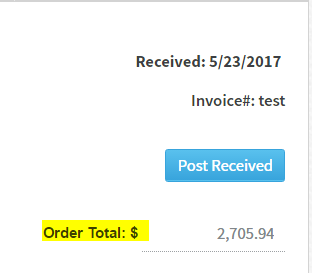 Received: 5/23/2017
Invoice#: test
Post Received
Order Total: $ 2,705.94